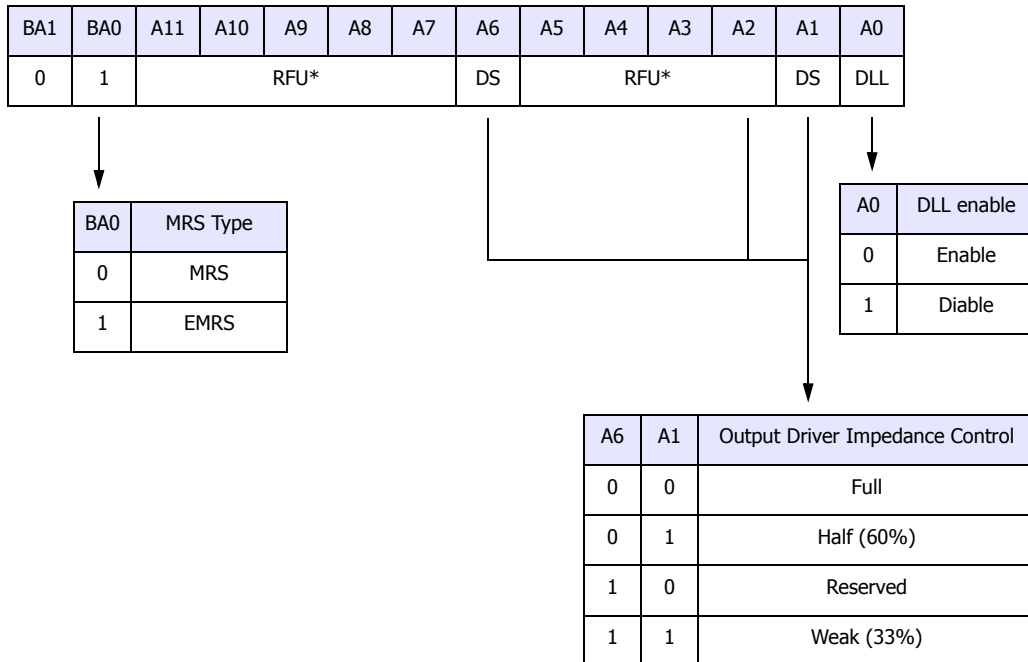 BA1 BA0 A11 A10 A9 A8 A7 A6 A5 A4 A3 A2 A1 A0
0 1 RFU* DS RFU* DS DLL
BA0 MRS Type
0 MRS
1 EMRS
A0 DLL enable
0 Enable
1 Diable
A6 A1 Output Driver Impedance Control
0 0 Full
0 1 Half (60%)
1 0 Reserved
1 1 Weak (33%)